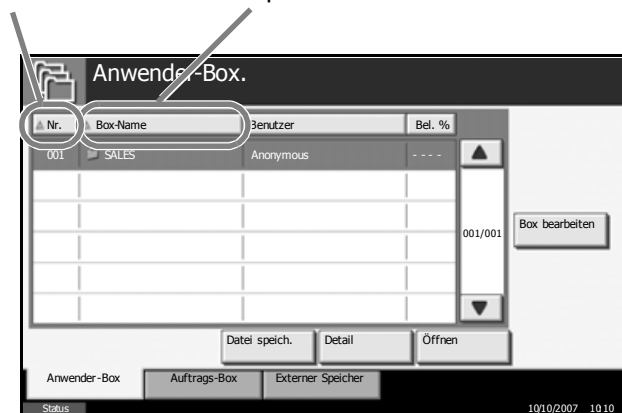 Anwender-Box.
Nr. Box-Name Benutzer Bel. %
001 SALES Anonymous - - - -
001/001
Box bearbeiten
Datei speich. Detail Öffnen
Anwender-Box Auftrags-Box Externer Speicher
Status 10/10/2007 10:10